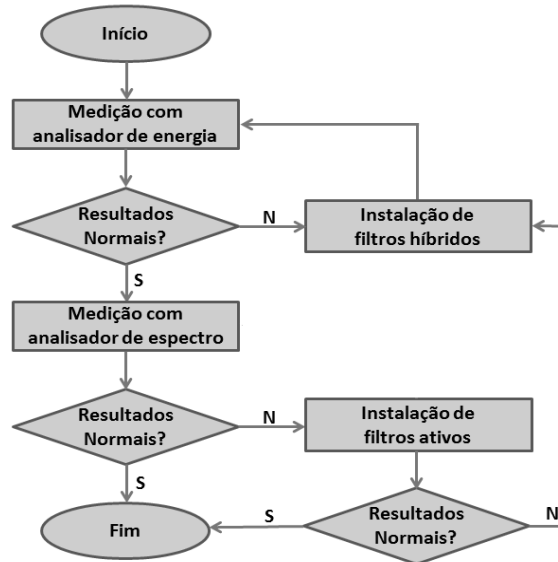 Início
Medição com
analisador de energia
Resultados
Normais?
N
Instalação de
filtros híbridos
S
Medição com
analisador de espectro
Resultados
Normais?
N
Instalação de
filtros ativos
S
Fim
S
Resultados
Normais?
N